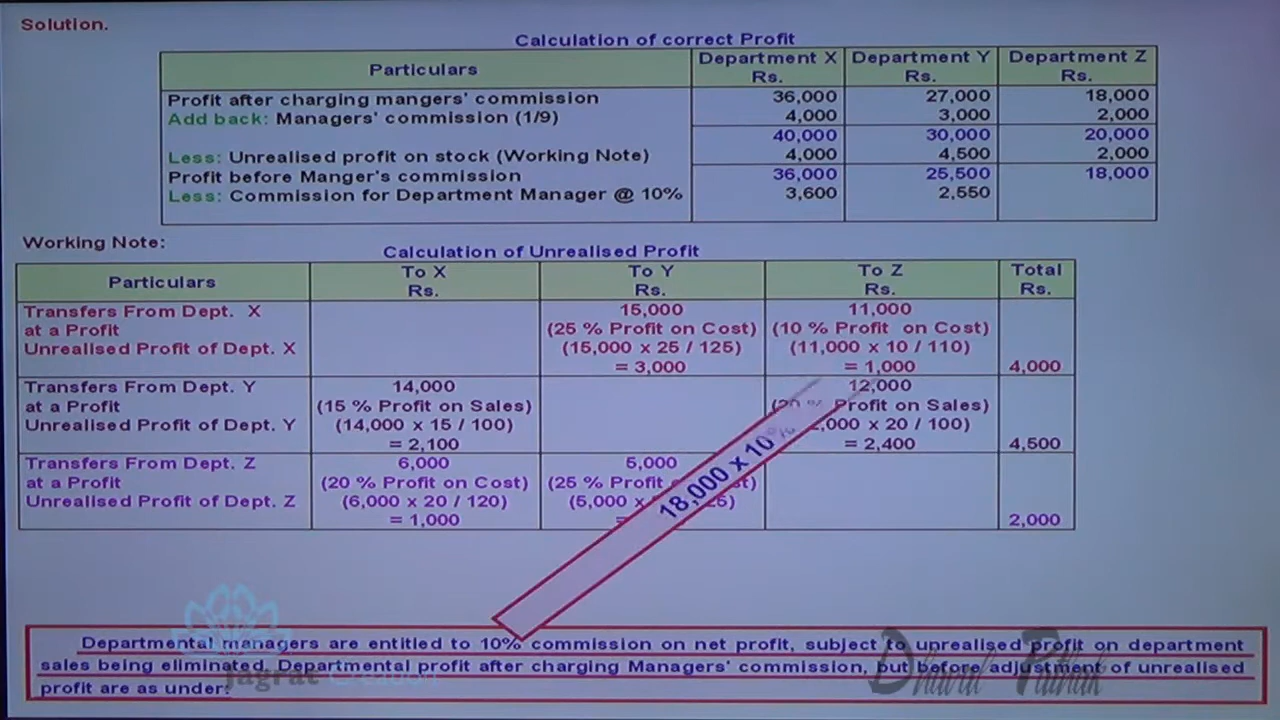 Solution.
Calculation of correct Profit
Particulars Department X Rs. Department Y Rs. Department Z Rs.
Profit after charging mangers' commission 36,000 27,000 18,000
Add back: Managers' commission (1/9) 4,000 3,000 2,000
40,000 30,000 20,000
Less: Unrealised profit on stock (Working Note) 4,000 4,500 2,000
Profit before Manger's commission 36,000 25,500 18,000
Less: Commission for Department Manager @ 10% 3,600 2,550
Working Note:
Calculation of Unrealised Profit
Particulars To X Rs. To Y Rs. To Z Rs. Total Rs.
Transfers From Dept. X 15,000 11,000
at a Profit (25 % Profit on Cost) (10 % Profit on Cost)
Unrealised Profit of Dept. X (15,000 x 25 / 125) (11,000 x 10 / 110)
= 3,000 = 1,000 4,000
Transfers From Dept. Y 14,000 12,000
at a Profit (15 % Profit on Sales) Profit on Sales)
Unrealised Profit of Dept. Y (14,000 x 15 / 100) x 20 / 100)
= 2,100 = 2,400 4,500
Transfers From Dept. Z 6,000 5,000
at a Profit (20 % Profit on Cost) (25 % Profit
Unrealised Profit of Dept. Z (6,000 x 20 / 120) (5,000 x
= 1,000 2,000
18,000 x 10%
Departmental managers are entitled to 10% commission on net profit, subject to unrealised profit on department
sales being eliminated. Departmental profit after charging Managers' commission, but before adjustment of unrealised
profit are as under:
Jagrat Creation
Dhawal Pathak